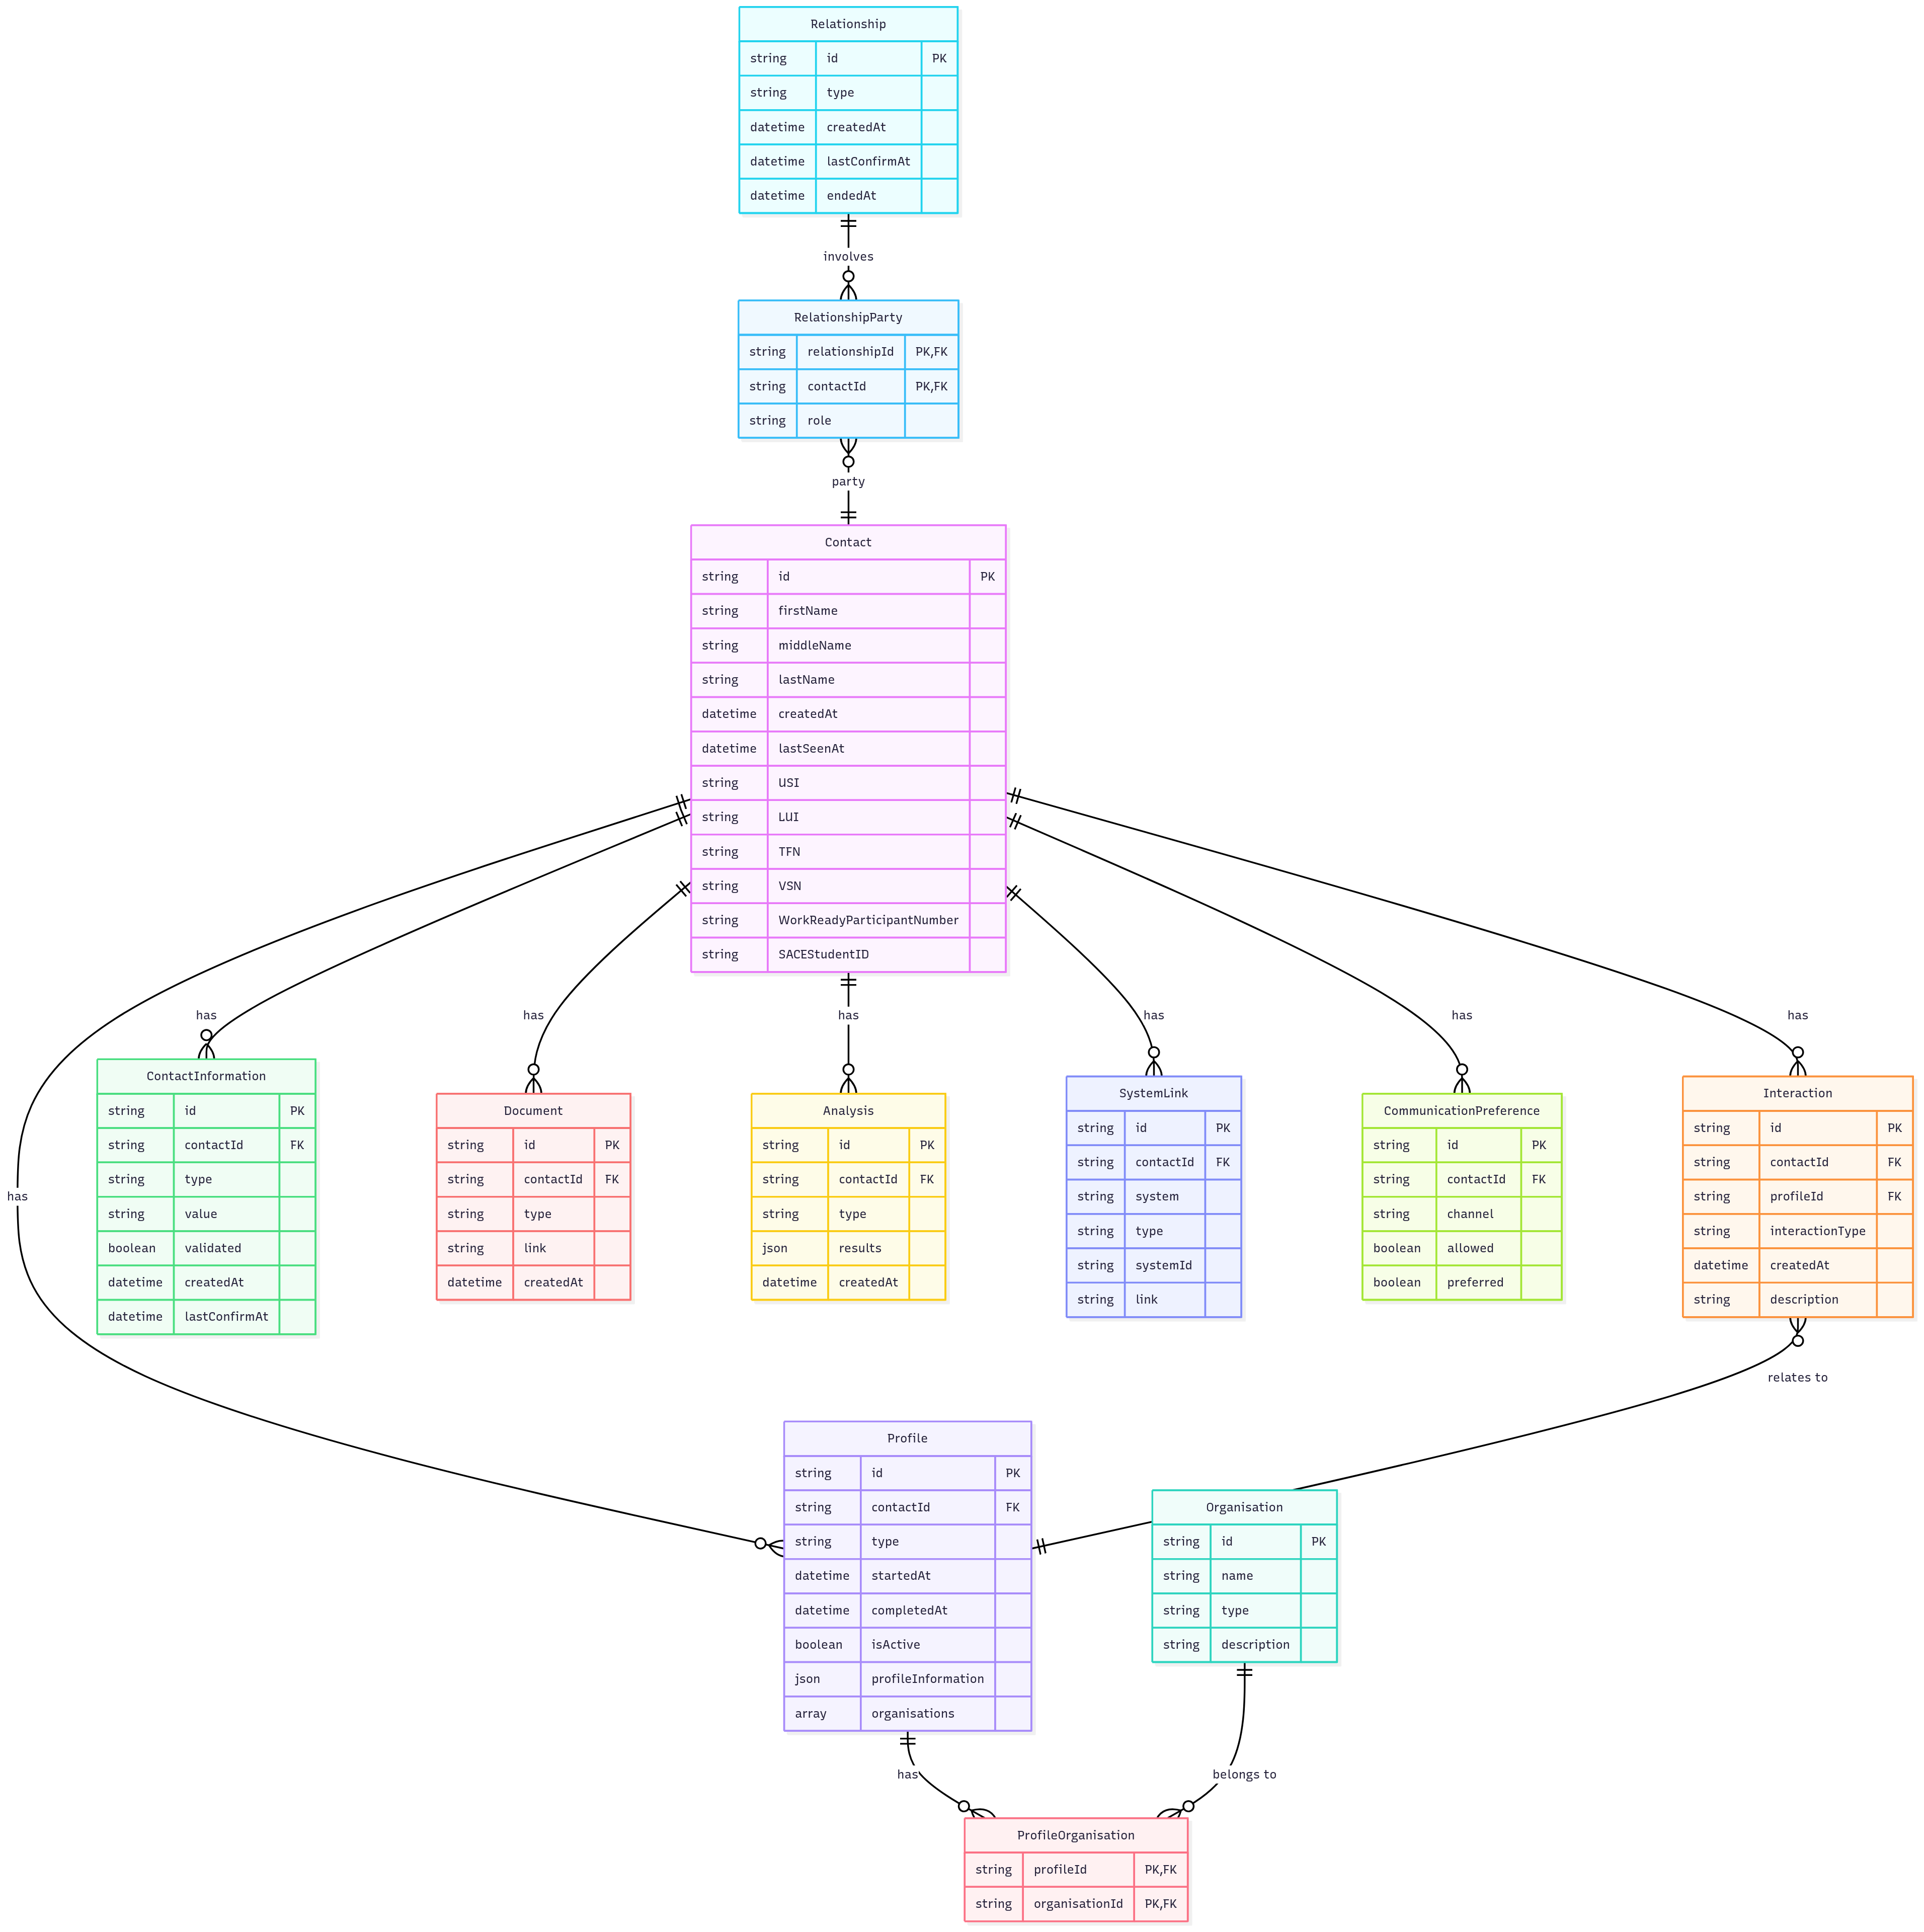 Relationship
string id PK
string type
datetime createdAt
datetime lastConfirmAt
datetime endedAt
involves
RelationshipParty
string relationshipId PK,FK
string contactId PK,FK
string role
party
Contact
string id PK
string firstName
string middleName
string lastName
datetime createdAt
datetime lastSeenAt
string USI
string LUI
string TFN
string VSN
string WorkReadyParticipantNumber
string SACEStudentID
has
has
has
has
has
has
has
ContactInformation
string id PK
string contactId FK
string type
string value
boolean validated
datetime createdAt
datetime lastConfirmAt
Document
string id PK
string contactId FK
string type
string link
datetime createdAt
Analysis
string id PK
string contactId FK
string type
json results
datetime createdAt
SystemLink
string id PK
string contactId FK
string system
string type
string systemId
string link
CommunicationPreference
string id PK
string contactId FK
string channel
boolean allowed
boolean preferred
Interaction
string id PK
string contactId FK
string profileId FK
string interactionType
datetime createdAt
string description
relates to
Profile
string id PK
string contactId FK
string type
datetime startedAt
datetime completedAt
boolean isActive
json profileInformation
array organisations
Organisation
string id PK
string name
string type
string description
has
belongs to
ProfileOrganisation
string profileId PK,FK
string organisationId PK,FK